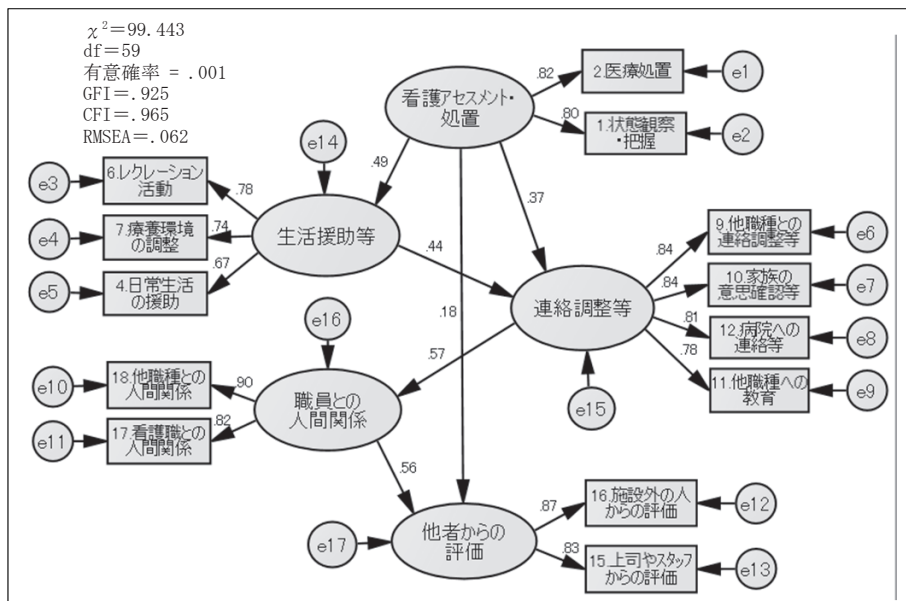 χ²=99.443
df=59
有意確率 = .001
GFI=.925
CFI=.965
RMSEA=.062
看護アセスメント・
処置
.82
2.医療処置
e1
.80
1.状態観察
・把握
e2
e14
.49
.37
e3
6.レクレーション
活動
.78
e4
7.療養環境
の調整
.74
e5
4.日常生活
の援助
.67
生活援助等
.44
.18
連絡調整等
.84
9.他職種との
連絡調整等
e6
.84
10.家族の
意思確認等
e7
.81
12.病院への
連絡等
e8
.78
11.他職種への
教育
e9
e15
e16
.57
e10
18.他職種との
人間関係
.90
e11
17.看護職との
人間関係
.82
職員との
人間関係
.56
e17
他者からの
評価
.87
16.施設外の人
からの評価
e12
.83
15.上司やスタッフ
からの評価
e13